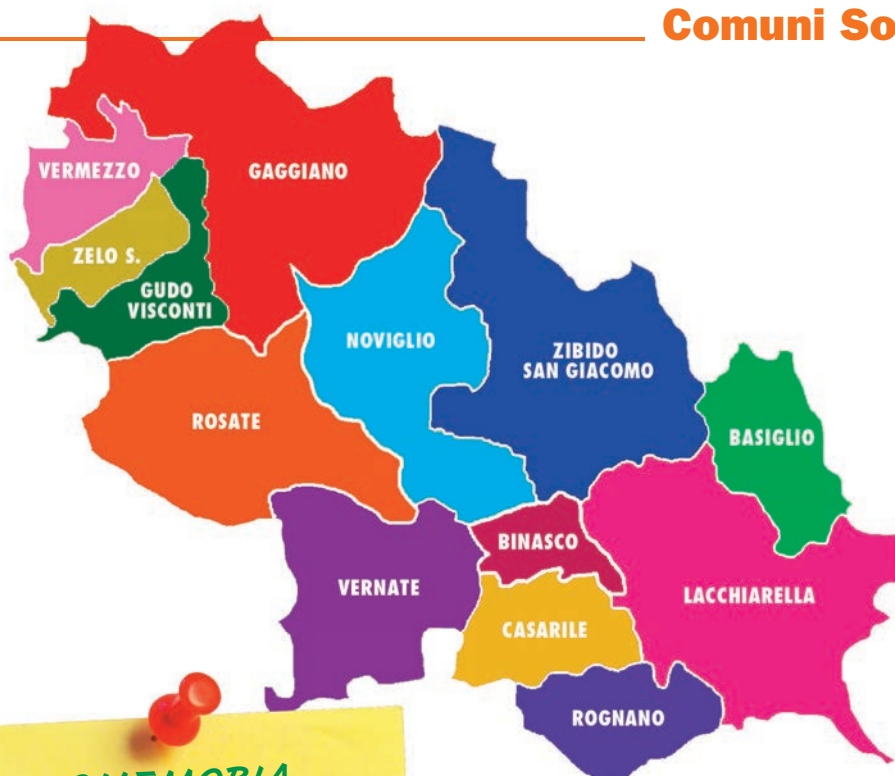 Comuni So
VERMEZZO
GAGGIANO
ZELO S.
GUDO
VISCONTI
NOVIGLIO
ZIBIDO
SAN GIACOMO
ROSATE
BASIGLIO
BINASCO
VERNATE
LACCHIARELLA
CASARILE
ROGNANO